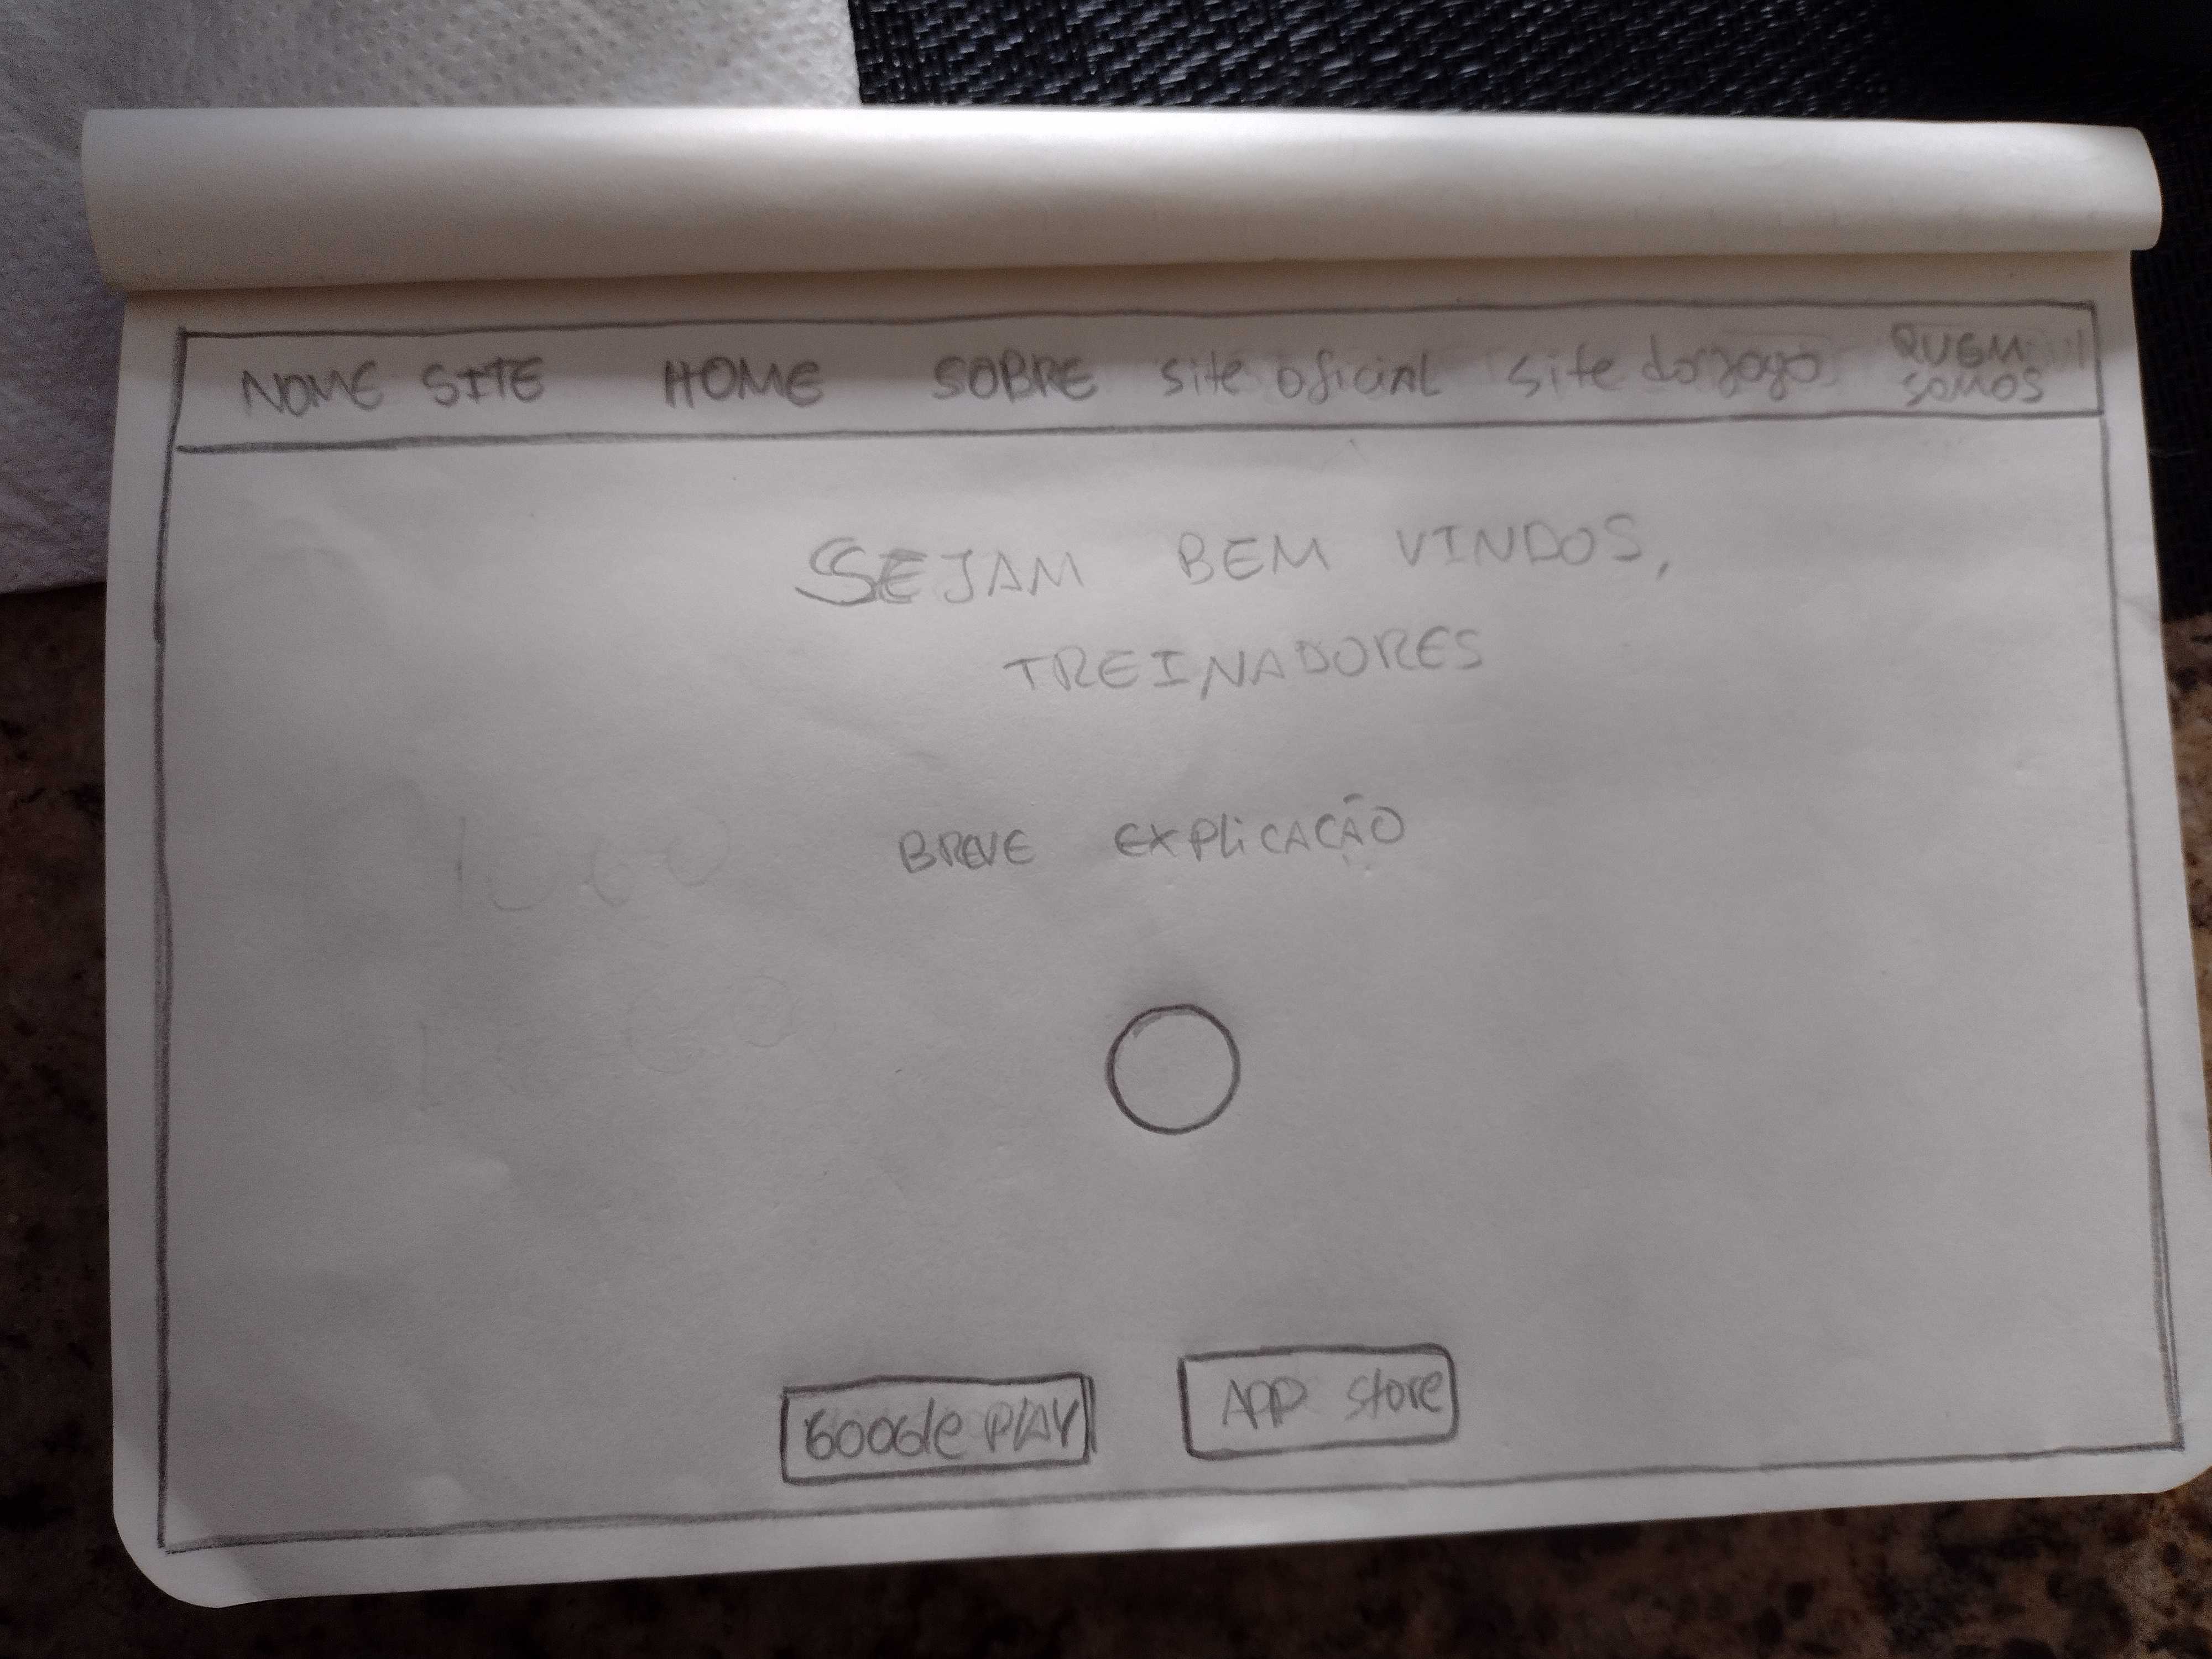 NOME SITE HOME SOBRE site oficial site do jogo QUEM SOMOS
SEJAM BEM VINDOS,
TREINADORES
BREVE EXPLICAÇÃO
Google PLAY APP Store